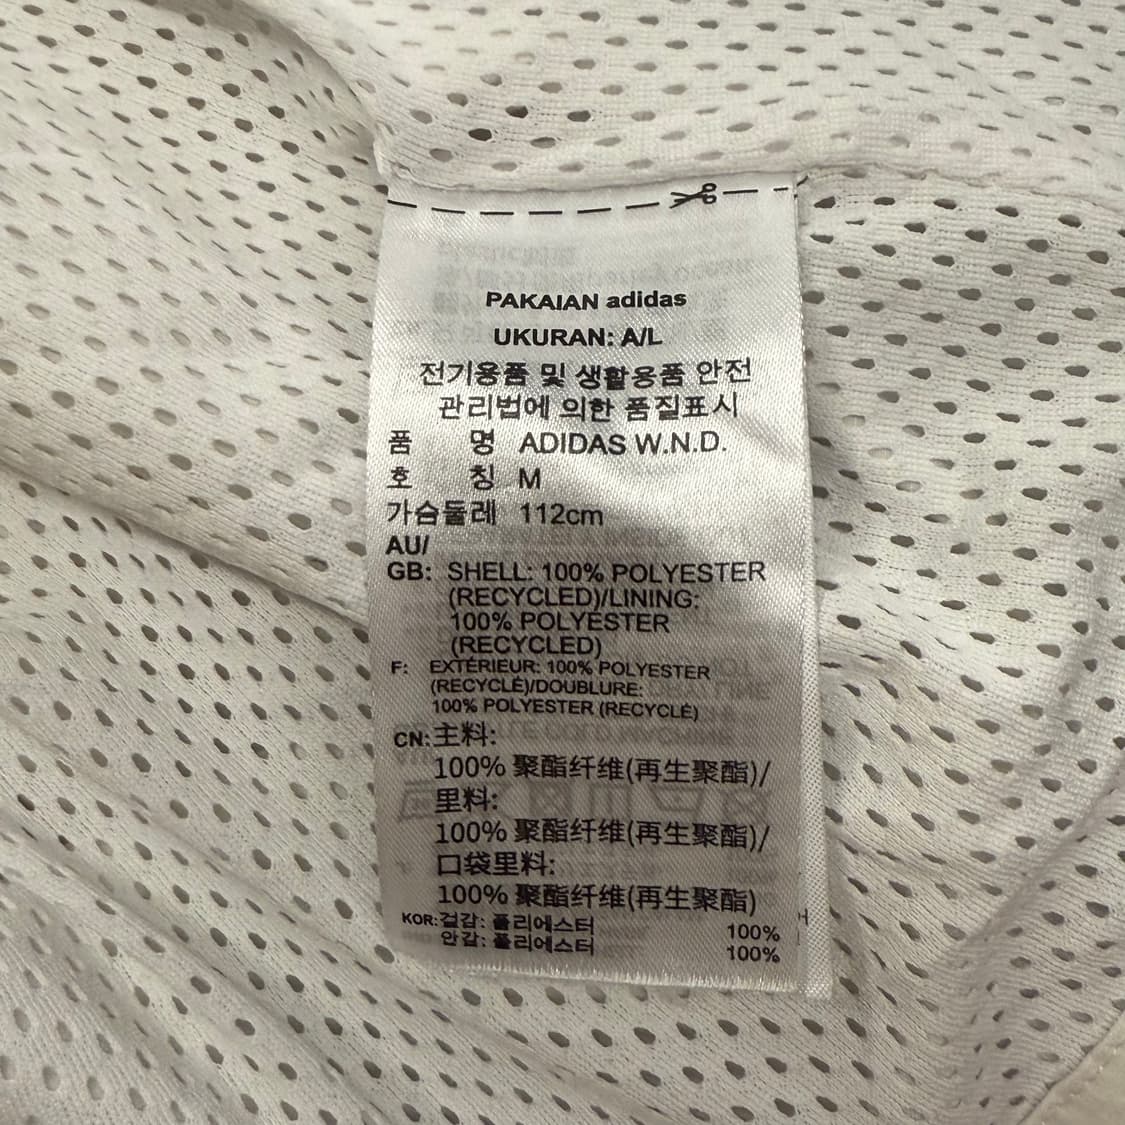 PAKAIAN adidas
UKURAN: A/L
전기용품 및 생활용품 안전
관리법에 의한 품질표시
품 명 ADIDAS W.N.D.
호 칭 M
가슴둘레 112cm
AU/
GB: SHELL: 100% POLYESTER
(RECYCLED)/LINING:
100% POLYESTER
(RECYCLED)
F: EXTÉRIEUR: 100% POLYESTER
(RECYCLÉ)/DOUBLURE:
100% POLYESTER (RECYCLÉ)
CN:主料:
100% 聚酯纤维(再生聚酯)/
里料:
100% 聚酯纤维(再生聚酯)/
口袋里料:
100% 聚酯纤维(再生聚酯)
KOR:겉감: 폴리에스터 100%
안감: 폴리에스터 100%